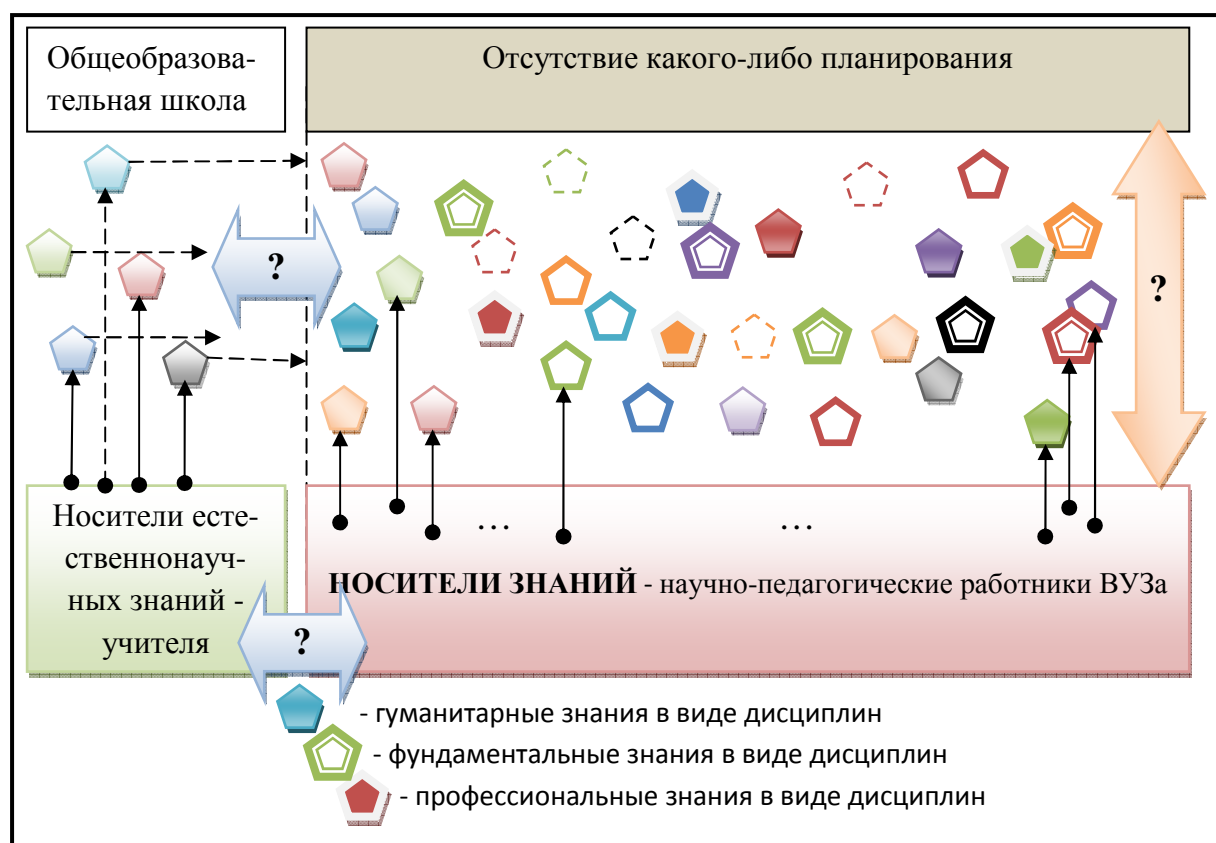 Общеобразова-
тельная школа
Отсутствие какого-либо планирования
?
?
Носители есте-
ственнонауч-
ных знаний -
учителя
...
...
НОСИТЕЛИ ЗНАНИЙ - научно-педагогические работники ВУЗа
?
- гуманитарные знания в виде дисциплин
- фундаментальные знания в виде дисциплин
- профессиональные знания в виде дисциплин